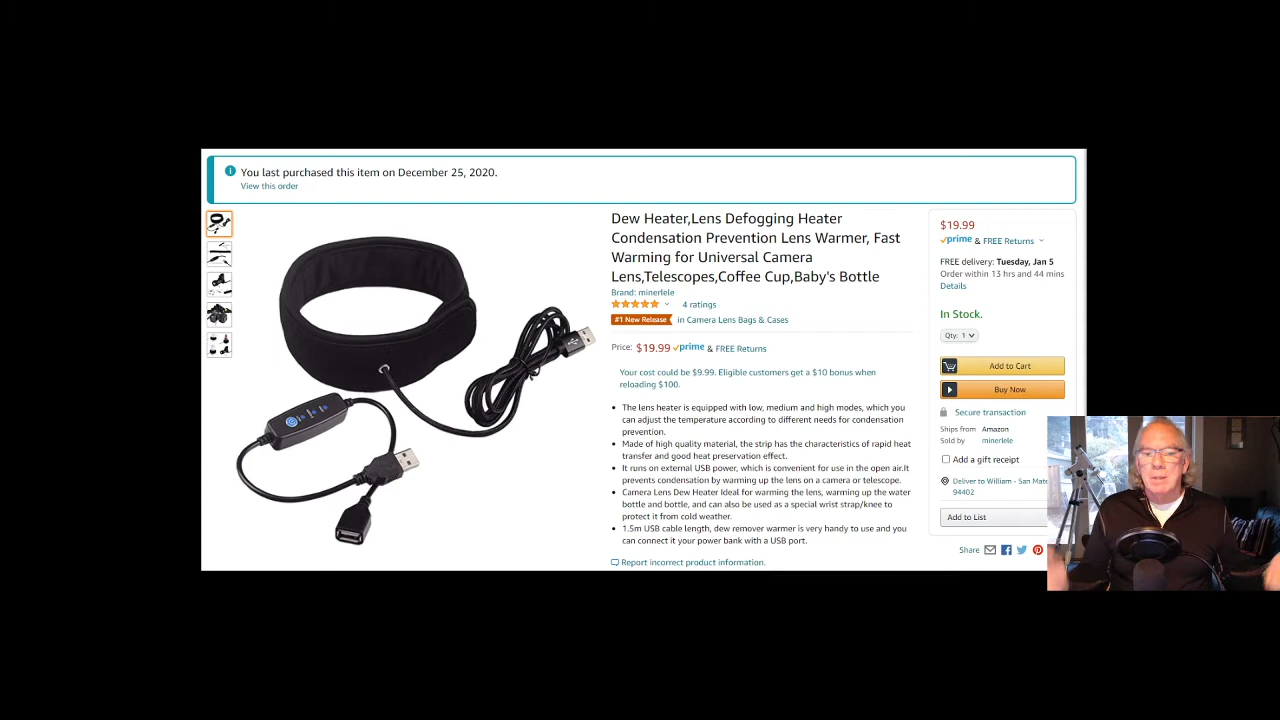 You last purchased this item on December 25, 2020.
View this order
Dew Heater,Lens Defogging Heater
Condensation Prevention Lens Warmer, Fast
Warming for Universal Camera
Lens,Telescopes,Coffee Cup,Baby's Bottle
Brand: minerlele
4 ratings
#1 New Release in Camera Lens Bags & Cases
Price: $19.99 prime & FREE Returns
Your cost could be $9.99. Eligible customers get a $10 bonus when
reloading $100.
The lens heater is equipped with low, medium and high modes, which you
can adjust the temperature according to different needs for condensation
prevention.
Made of high quality material, the strip has the characteristics of rapid heat
transfer and good heat preservation effect.
It runs on external USB power, which is convenient for use in the open air.It
prevents condensation by warming up the lens on a camera or telescope.
Camera Lens Dew Heater Ideal for warming the lens, warming up the water
bottle and bottle, and can also be used as a special wrist strap/knee to
protect it from cold weather.
1.5m USB cable length, dew remover warmer is very handy to use and you
can connect it your power bank with a USB port.
Report incorrect product information.
$19.99
prime & FREE Returns
FREE delivery: Tuesday, Jan 5
Order within 13 hrs and 44 mins
Details
In Stock.
Qty: 1
Add to Cart
Buy Now
Secure transaction
Ships from Amazon
Sold by minerlele
Add a gift receipt
Deliver to William - San Mate
94402
Add to List
Share